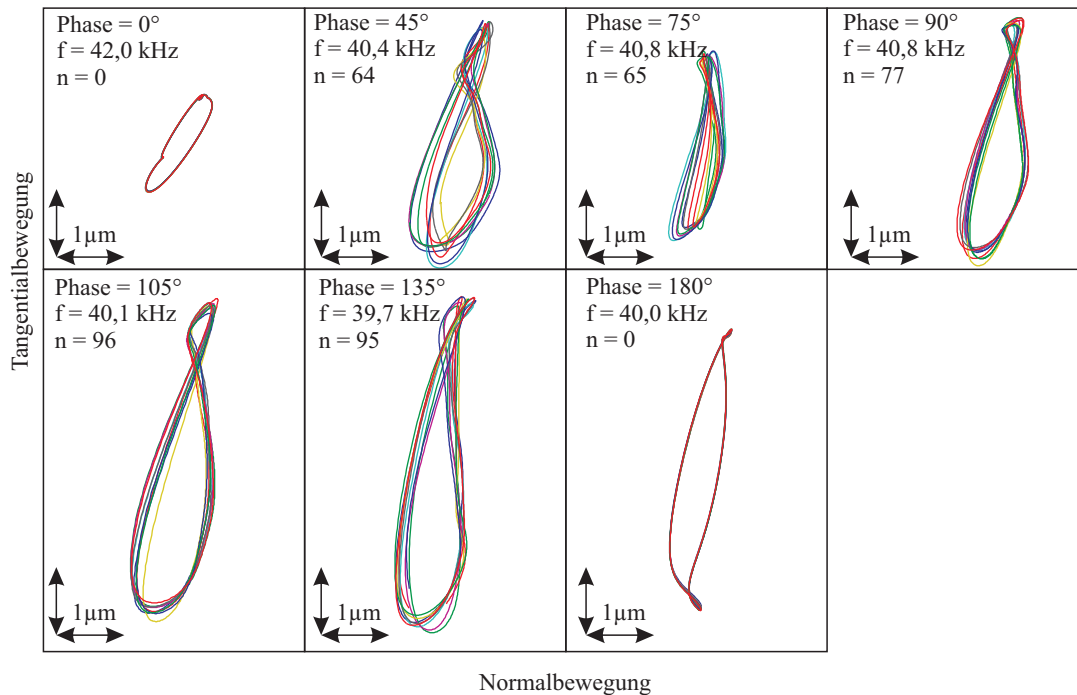 Phase = 0°
f = 42,0 kHz
n = 0
1µm
Phase = 45°
f = 40,4 kHz
n = 64
1µm
Phase = 75°
f = 40,8 kHz
n = 65
1µm
Phase = 90°
f = 40,8 kHz
n = 77
1µm
Tangentialbewegung
Phase = 105°
f = 40,1 kHz
n = 96
1µm
Phase = 135°
f = 39,7 kHz
n = 95
1µm
Phase = 180°
f = 40,0 kHz
n = 0
1µm
Normalbewegung